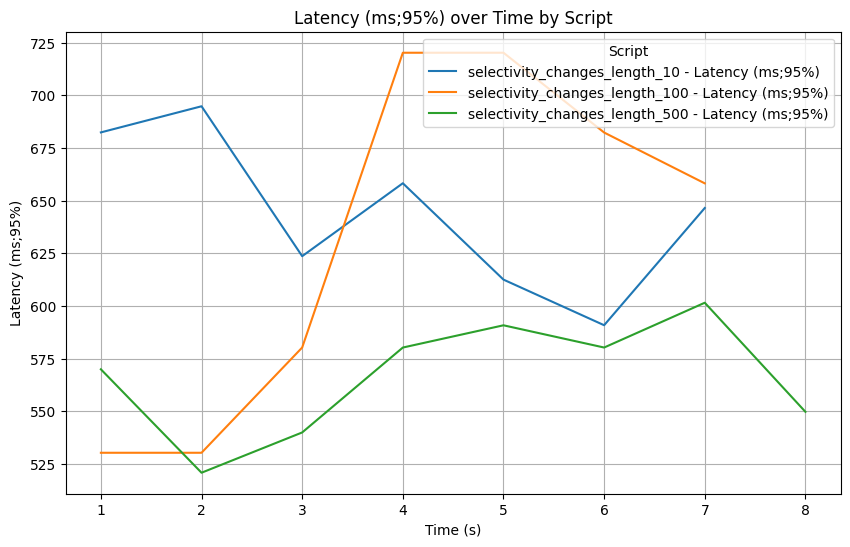 Latency (ms;95%) over Time by Script
Script
selectivity_changes_length_10 - Latency (ms;95%)
selectivity_changes_length_100 - Latency (ms;95%)
selectivity_changes_length_500 - Latency (ms;95%)
Latency (ms;95%)
725
700
675
650
625
600
575
550
525
1 2 3 4 5 6 7 8
Time (s)